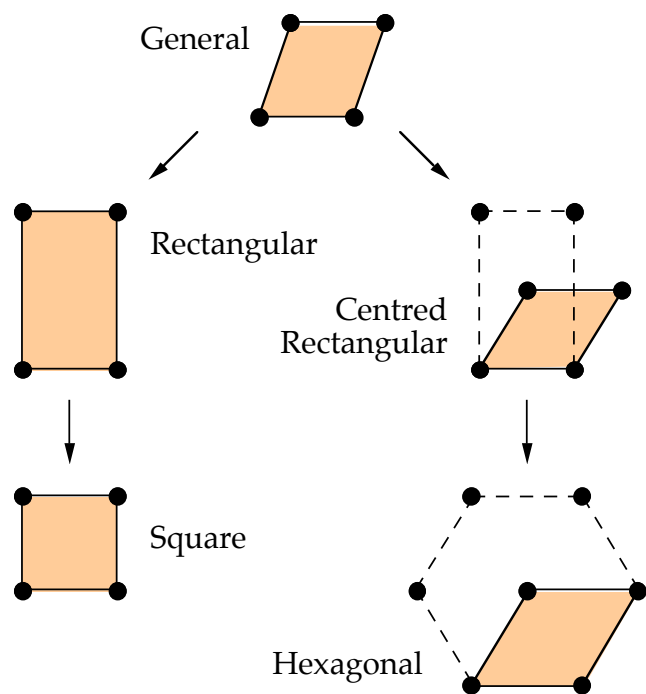 General
Rectangular
Centred
Rectangular
Square
Hexagonal